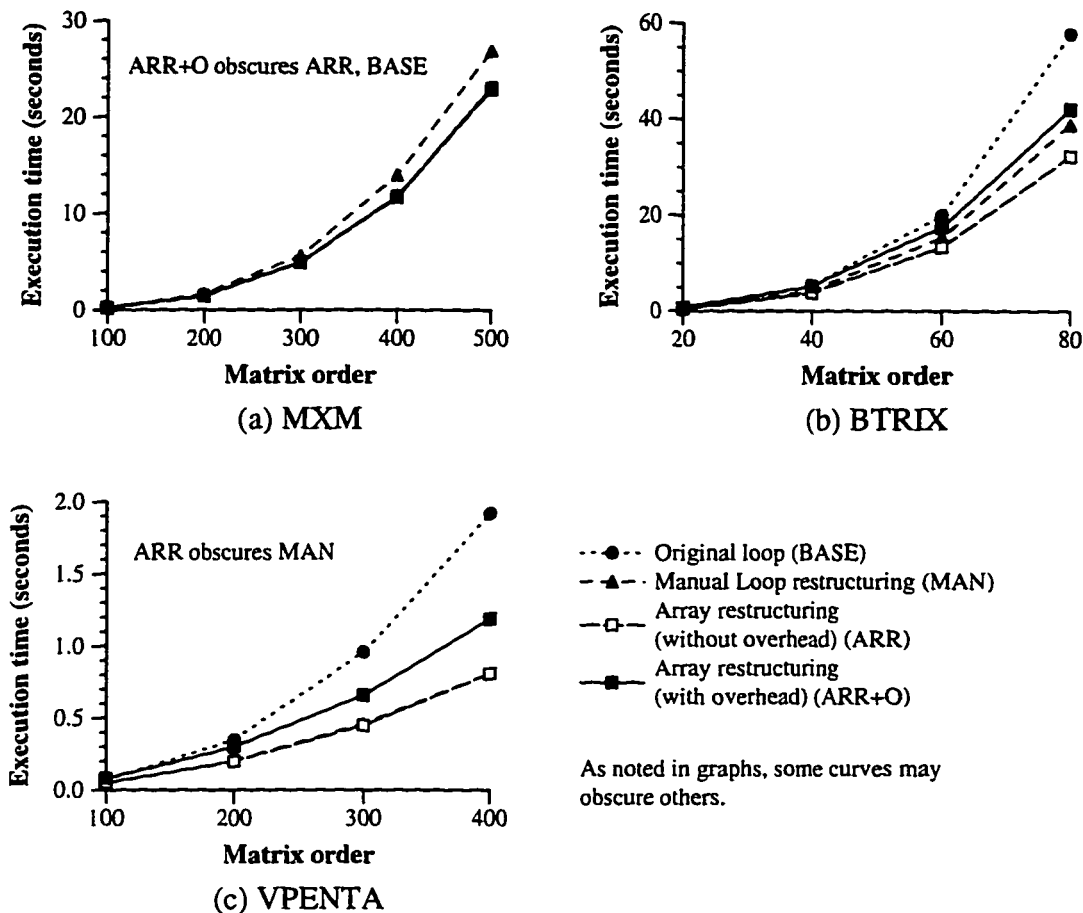 Execution time (seconds)
30
20
10
0
ARR+O obscures ARR, BASE
100 200 300 400 500
Matrix order
(a) MXM
Execution time (seconds)
60
40
20
0
20 40 60 80
Matrix order
(b) BTRIX
Execution time (seconds)
2.0
1.5
1.0
0.5
0.0
ARR obscures MAN
100 200 300 400
Matrix order
(c) VPENTA
Original loop (BASE)
Manual Loop restructuring (MAN)
Array restructuring
(without overhead) (ARR)
Array restructuring
(with overhead) (ARR+O)
As noted in graphs, some curves may
obscure others.